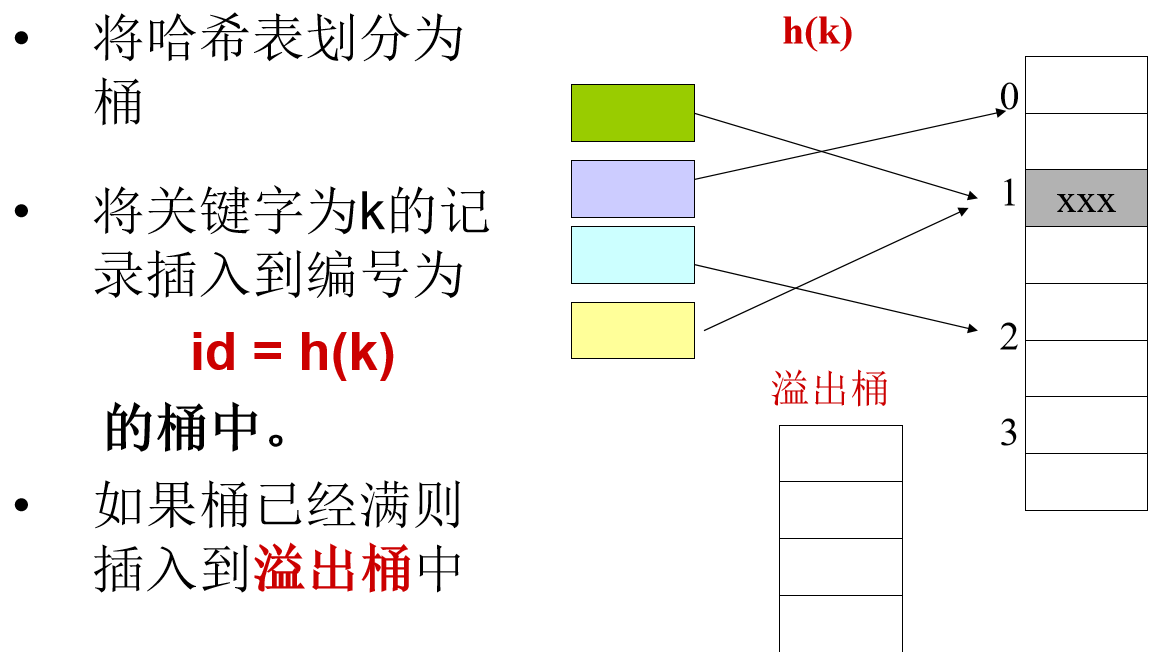 • 将哈希表划分为
桶
• 将关键字为k的记
录插入到编号为
id = h(k)
的桶中。
• 如果桶已经满则
插入到溢出桶中
h(k)
0
1
xxx
2
3
溢出桶